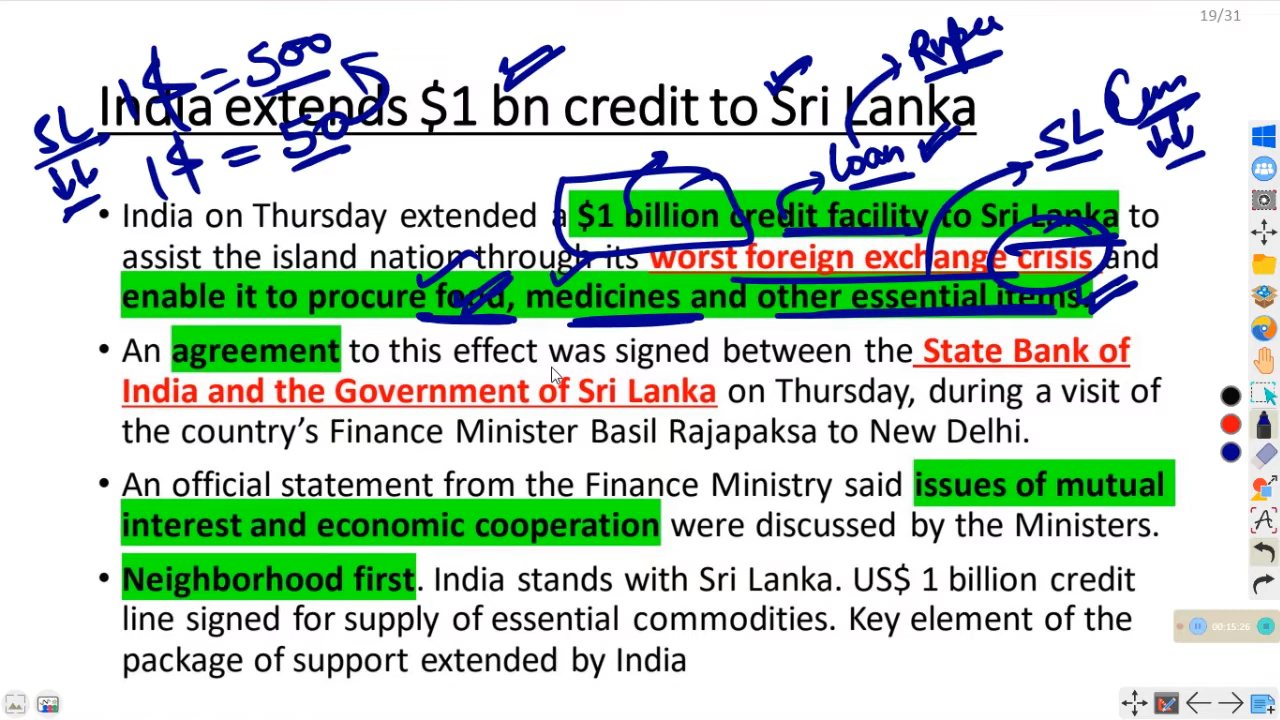 19/31
1$ = 500
Rupee
India extends $1 bn credit to Sri Lanka
SL
1$ = 50
loan
SL
• India on Thursday extended a $1 billion credit facility to Sri Lanka to
assist the island nation through its worst foreign exchange crisis and
enable it to procure food, medicines and other essential items.
• An agreement to this effect was signed between the State Bank of
India and the Government of Sri Lanka on Thursday, during a visit of
the country's Finance Minister Basil Rajapaksa to New Delhi.
• An official statement from the Finance Ministry said issues of mutual
interest and economic cooperation were discussed by the Ministers.
• Neighborhood first. India stands with Sri Lanka. US$ 1 billion credit
line signed for supply of essential commodities. Key element of the
package of support extended by India
00:15:26